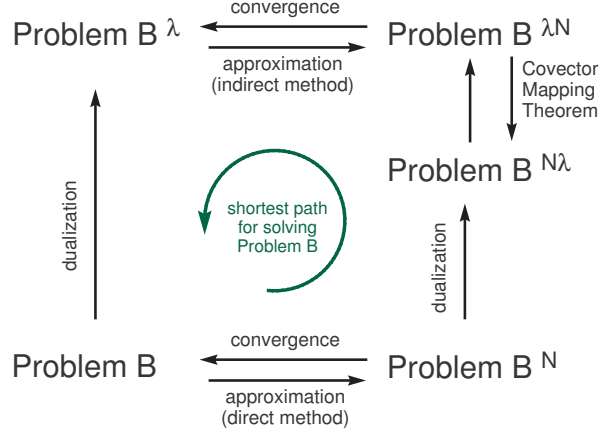 convergence
Problem B λ
Problem B λN
approximation
(indirect method)
Covector
Mapping
Theorem
Problem B Nλ
dualization
shortest path
for solving
Problem B
dualization
convergence
Problem B
Problem B N
approximation
(direct method)